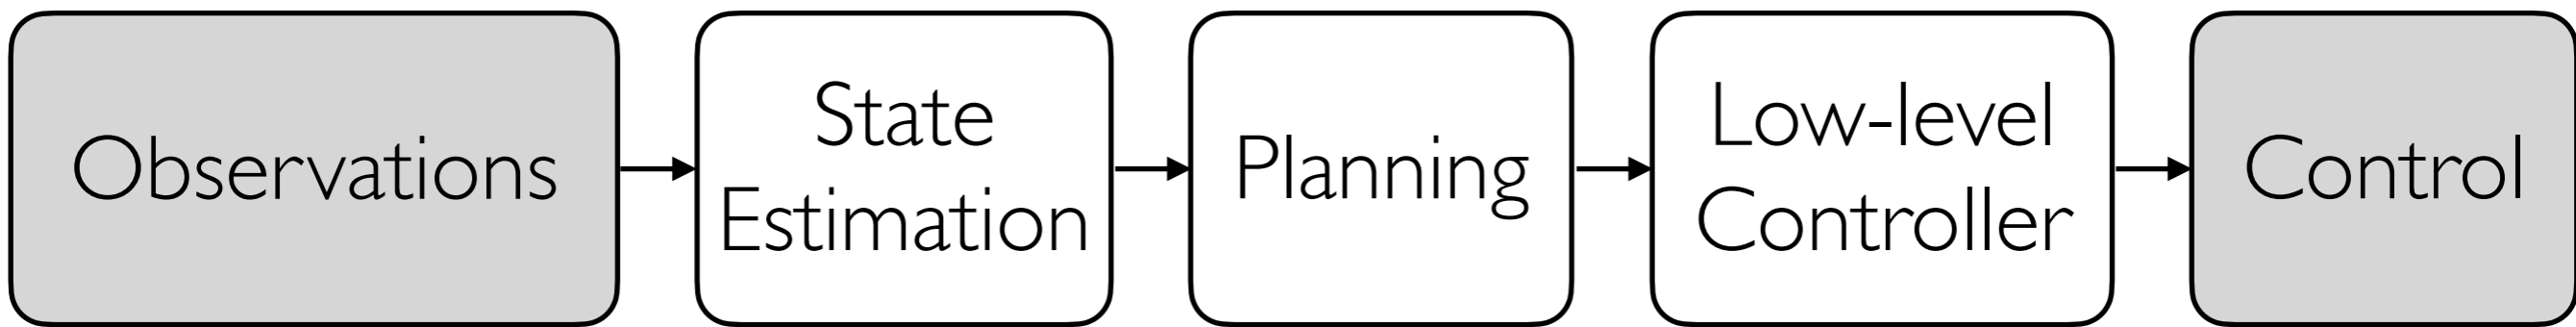 Observations
State
Estimation
Planning
Low-level
Controller
Control